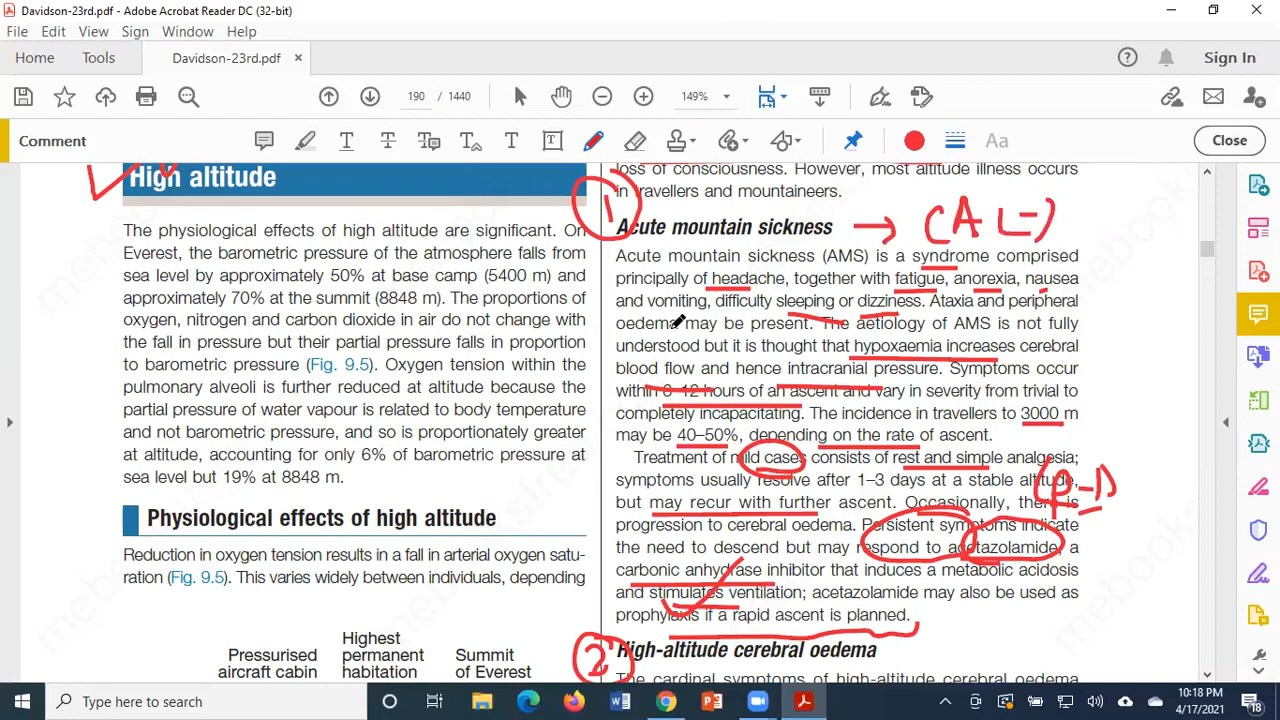 Davidson-23rd.pdf - Adobe Acrobat Reader DC (32-bit)
File Edit View Sign Window Help
Home Tools Davidson-23rd.pdf × Sign In
190 / 1440 149%
Comment Close
High altitude
The physiological effects of high altitude are significant. On
Everest, the barometric pressure of the atmosphere falls from
sea level by approximately 50% at base camp (5400 m) and
approximately 70% at the summit (8848 m). The proportions of
oxygen, nitrogen and carbon dioxide in air do not change with
the fall in pressure but their partial pressure falls in proportion
to barometric pressure (Fig. 9.5). Oxygen tension within the
pulmonary alveoli is further reduced at altitude because the
partial pressure of water vapour is related to body temperature
and not barometric pressure, and so is proportionately greater
at altitude, accounting for only 6% of barometric pressure at
sea level but 19% at 8848 m.
Physiological effects of high altitude
Reduction in oxygen tension results in a fall in arterial oxygen satu-
ration (Fig. 9.5). This varies widely between individuals, depending
Pressurised
aircraft cabin
Highest
permanent
habitation
Summit
of Everest
loss of consciousness. However, most altitude illness occurs
in travellers and mountaineers.
1
Acute mountain sickness
Acute mountain sickness (AMS) is a syndrome comprised
principally of headache, together with fatigue, anorexia, nausea
and vomiting, difficulty sleeping or dizziness. Ataxia and peripheral
oedema may be present. The aetiology of AMS is not fully
understood but it is thought that hypoxaemia increases cerebral
blood flow and hence intracranial pressure. Symptoms occur
within 6–12 hours of an ascent and vary in severity from trivial to
completely incapacitating. The incidence in travellers to 3000 m
may be 40–50%, depending on the rate of ascent.
Treatment of mild cases consists of rest and simple analgesia;
symptoms usually resolve after 1–3 days at a stable altitude,
but may recur with further ascent. Occasionally, there is
progression to cerebral oedema. Persistent symptoms indicate
the need to descend but may respond to acetazolamide, a
carbonic anhydrase inhibitor that induces a metabolic acidosis
and stimulates ventilation; acetazolamide may also be used as
prophylaxis if a rapid ascent is planned.
2
High-altitude cerebral oedema
The cardinal symptoms of high-altitude cerebral oedema
Type here to search
10:18 PM
4/17/2021
18